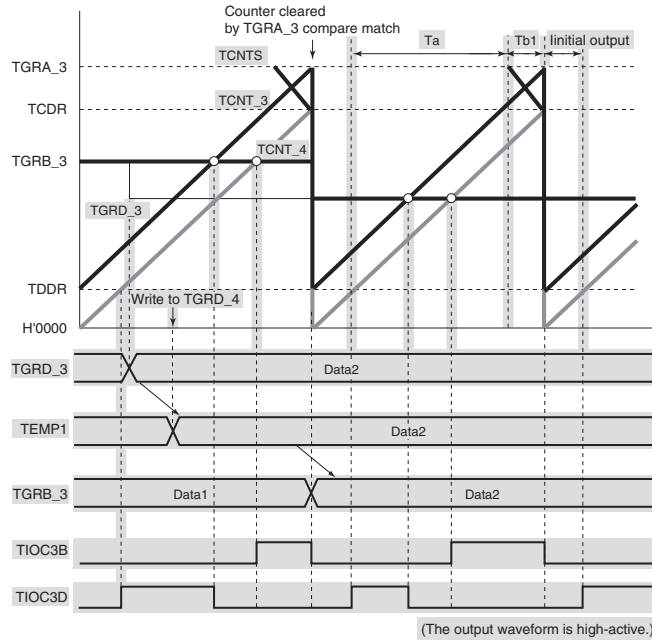 Counter cleared
by TGRA_3 compare match
TCNTS
Ta
Tb1
Iinitial output
TGRA_3
TCNT_3
TCDR
TCNT_4
TGRB_3
TGRD_3
TDDR
Write to TGRD_4
H'0000
TGRD_3
Data2
TEMP1
Data2
TGRB_3
Data1
Data2
TIOC3B
TIOC3D
(The output waveform is high-active.)